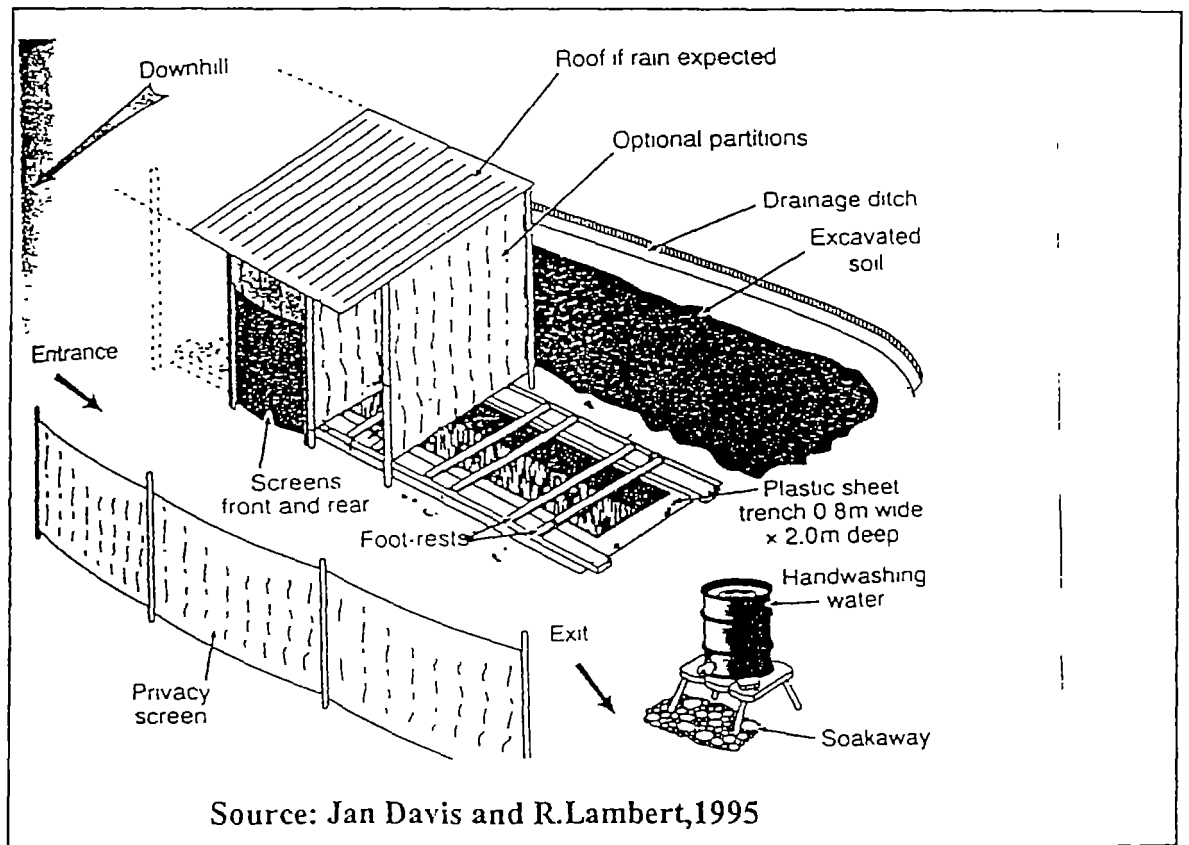 Downhill
Roof if rain expected
Optional partitions
Drainage ditch
Excavated
soil
Entrance
Screens
front and rear
Foot-rests
Plastic sheet
trench 0 8m wide
× 2.0m deep
Handwashing
water
Exit
Privacy
screen
Soakaway
Source: Jan Davis and R.Lambert,1995